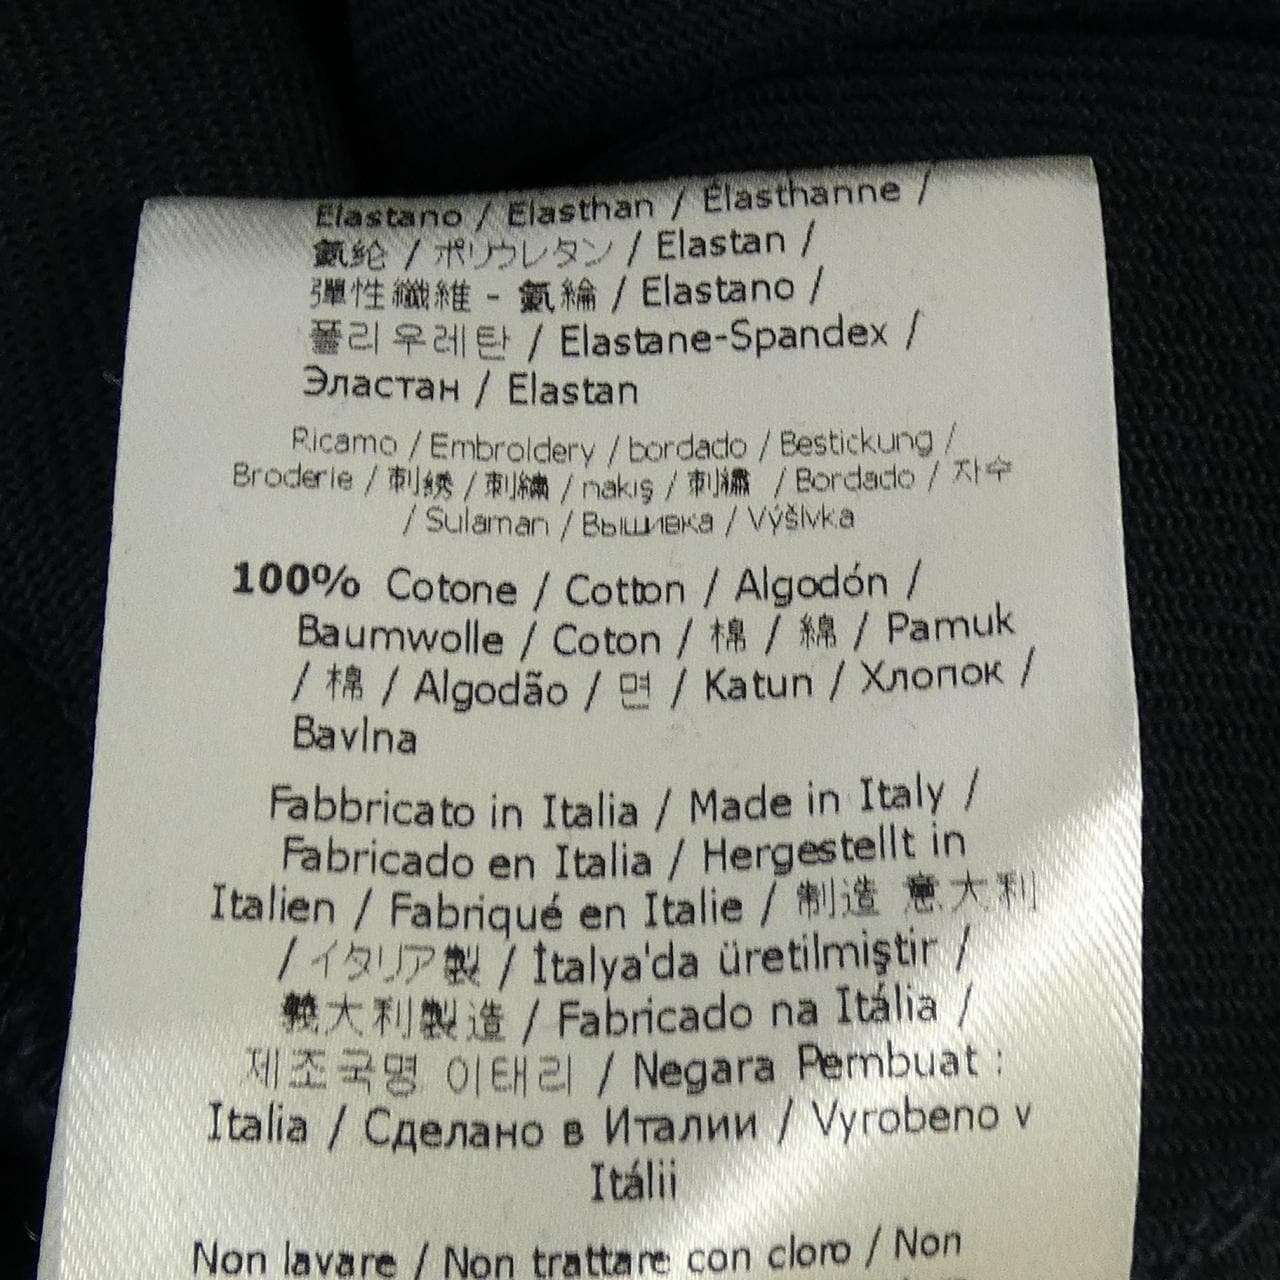 Elastano / Elasthan / Élasthanne /
氨纶 / ポリウレタン / Elastan /
彈性纖維 - 氨綸 / Elastano /
폴리우레탄 / Elastane-Spandex /
Эластан / Elastan
Ricamo / Embroidery / bordado / Bestickung /
Broderie / 刺绣 / 刺繍 / nakış / 刺繡 / Bordado / 자수
/ Sulaman / Вышивка / Výšivka
100% Cotone / Cotton / Algodón /
Baumwolle / Coton / 棉 / 綿 / Pamuk
/ 棉 / Algodão / 면 / Katun / Хлопок /
Bavlna
Fabbricato in Italia / Made in Italy /
Fabricado en Italia / Hergestellt in
Italien / Fabriqué en Italie / 制造 意大利
/ イタリア製 / İtalya'da üretilmiştir /
義大利製造 / Fabricado na Itália /
제조국명 이태리 / Negara Pembuat :
Italia / Сделано в Италии / Vyrobeno v
Itálii
Non lavare / Non trattare con cloro / Non